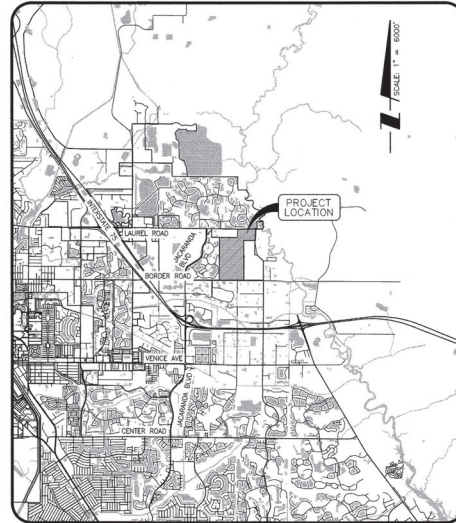 SCALE: 1" = 6000'
INTERSTATE 75
PROJECT
LOCATION
LAUREL ROAD
JACARANDA
BLVD
BORDER ROAD
VENICE AVE
JACARANDA BLVD
CENTER ROAD